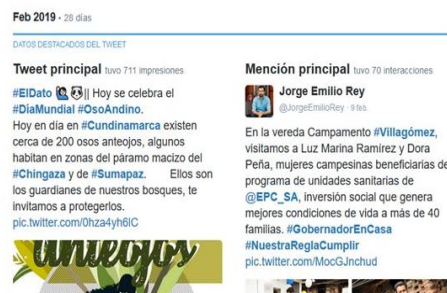 Feb 2019 · 28 días
DATOS DESTACADOS DEL TWEET
Tweet principal tuvo 711 impresiones
#ElDato || Hoy se celebra el
#DíaMundial #OsoAndino.
Hoy en día en #Cundinamarca existen
cerca de 200 osos anteojos, algunos
habitan en zonas del páramo macizo del
#Chingaza y de #Sumapaz. Ellos son
los guardianes de nuestros bosques, te
invitamos a protegerlos.
pic.twitter.com/0hza4yh6lC
anteojos
Mención principal tuvo 70 interacciones
Jorge Emilio Rey
@JorgeEmilioRey · 9 feb.
En la vereda Campamento #Villagómez,
visitamos a Luz Marina Ramírez y Dora
Peña, mujeres campesinas beneficiarias de
programa de unidades sanitarias de
@EPC_SA, inversión social que genera
mejores condiciones de vida a más de 40
familias. #GobernadorEnCasa
#NuestraReglaCumplir
pic.twitter.com/MocGJnchud